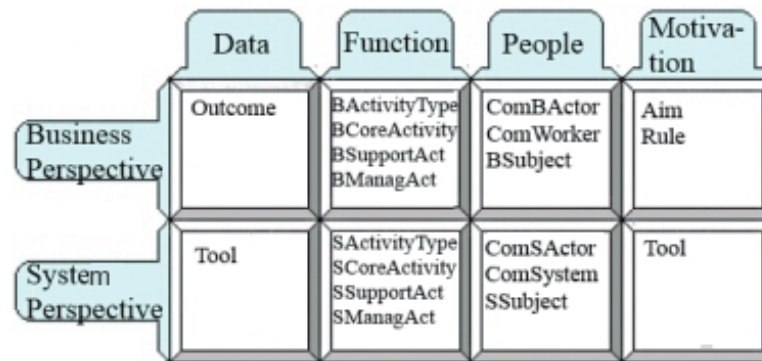 Data
Function
People
Motiva-
tion
Business
Perspective
Outcome
BActivityType
BCoreActivity
BSupportAct
BManagAct
ComBActor
ComWorker
BSubject
Aim
Rule
System
Perspective
Tool
SActivityType
SCoreActivity
SSupportAct
SManagAct
ComSActor
ComSystem
SSubject
Tool